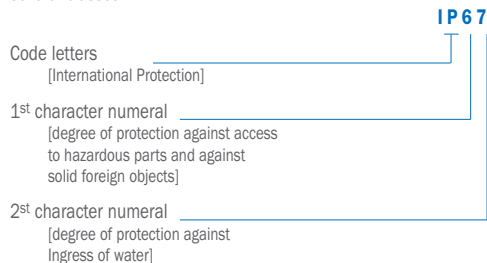 IP67
Code letters
[International Protection]
1st character numeral
[degree of protection against access
to hazardous parts and against
solid foreign objects]
2st character numeral
[degree of protection against
Ingress of water]